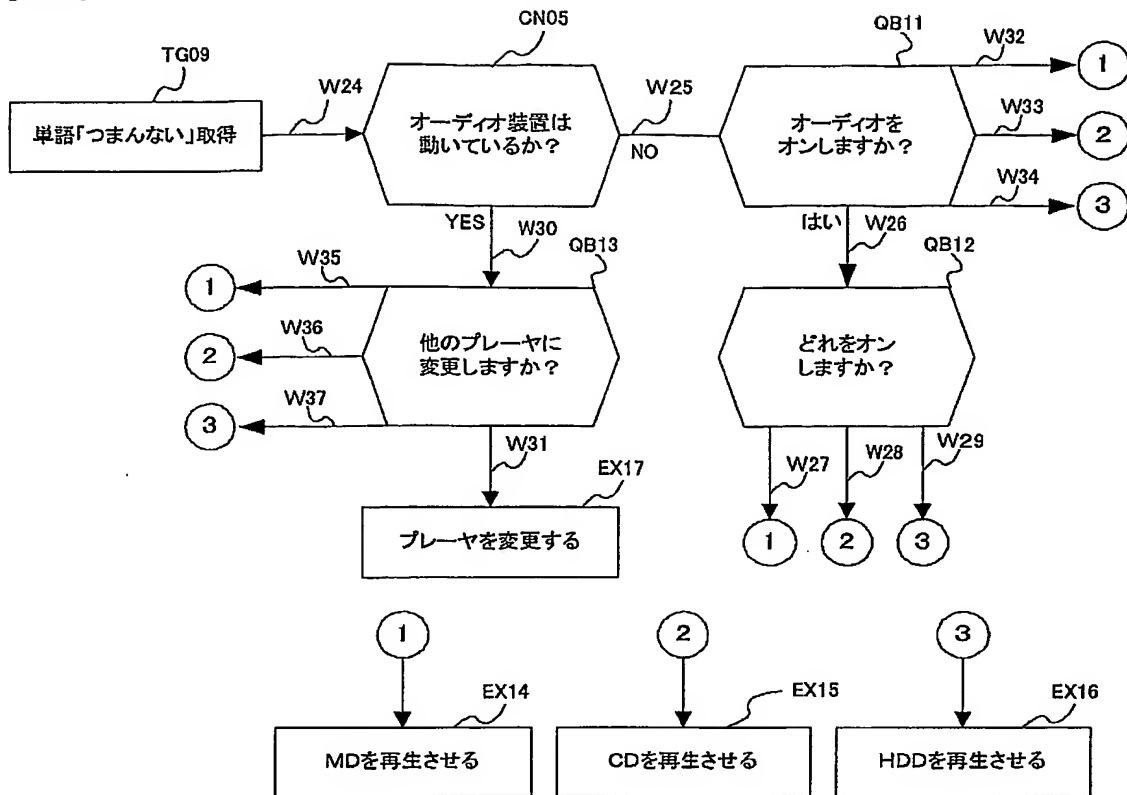 CN05
QB11
W32
TG09
W24
W25
W33
W34
単語「つまんない」取得
オーディオ装置は
動いているか？
NO
オーディオを
オンしますか？
1
2
3
YES
W30
はい
W26
QB13
QB12
W35
W36
W37
1
2
3
他のプレーヤに
変更しますか？
どれをオン
しますか？
W31
EX17
W27
W28
W29
プレーヤを変更する
1
2
3
1
2
3
EX14
EX15
EX16
MDを再生させる
CDを再生させる
HDDを再生させる